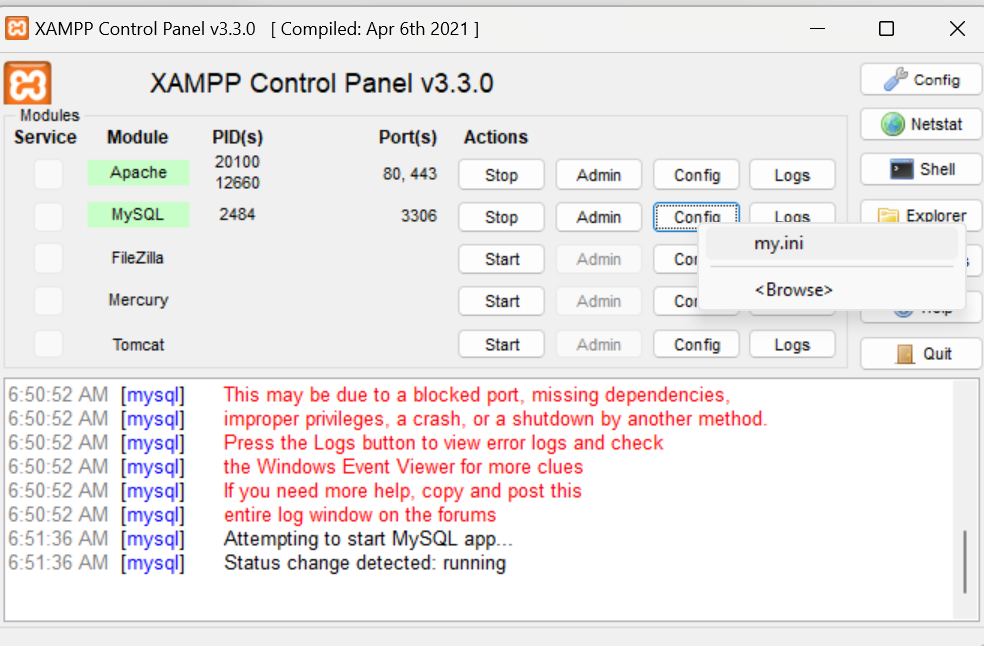 XAMPP Control Panel v3.3.0 [ Compiled: Apr 6th 2021 ]
XAMPP Control Panel v3.3.0
Config
Modules
Service Module PID(s) Port(s) Actions
Netstat
Apache 20100 12660 80, 443 Stop Admin Config Logs
Shell
MySQL 2484 3306 Stop Admin Config Logs
Explorer
my.ini
FileZilla Start Admin
<Browse>
Mercury Start Admin
Help
Tomcat Start Admin Config Logs
Quit
6:50:52 AM [mysql] This may be due to a blocked port, missing dependencies,
6:50:52 AM [mysql] improper privileges, a crash, or a shutdown by another method.
6:50:52 AM [mysql] Press the Logs button to view error logs and check
6:50:52 AM [mysql] the Windows Event Viewer for more clues
6:50:52 AM [mysql] If you need more help, copy and post this
6:50:52 AM [mysql] entire log window on the forums
6:51:36 AM [mysql] Attempting to start MySQL app...
6:51:36 AM [mysql] Status change detected: running